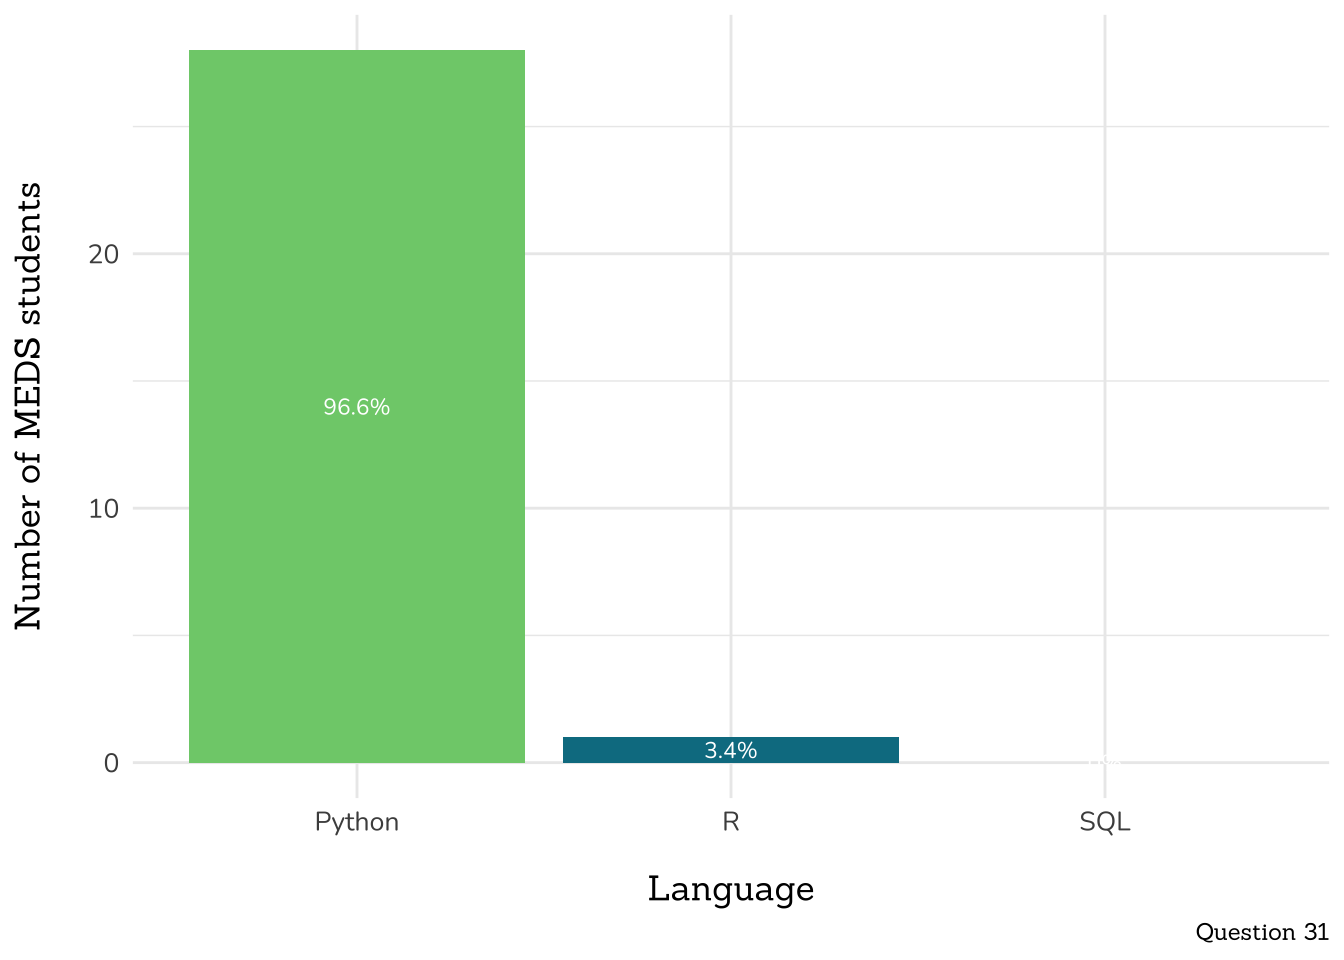 Number of MEDS students
20
10
0
96.6%
3.4%
Python
R
SQL
Language
Question 31